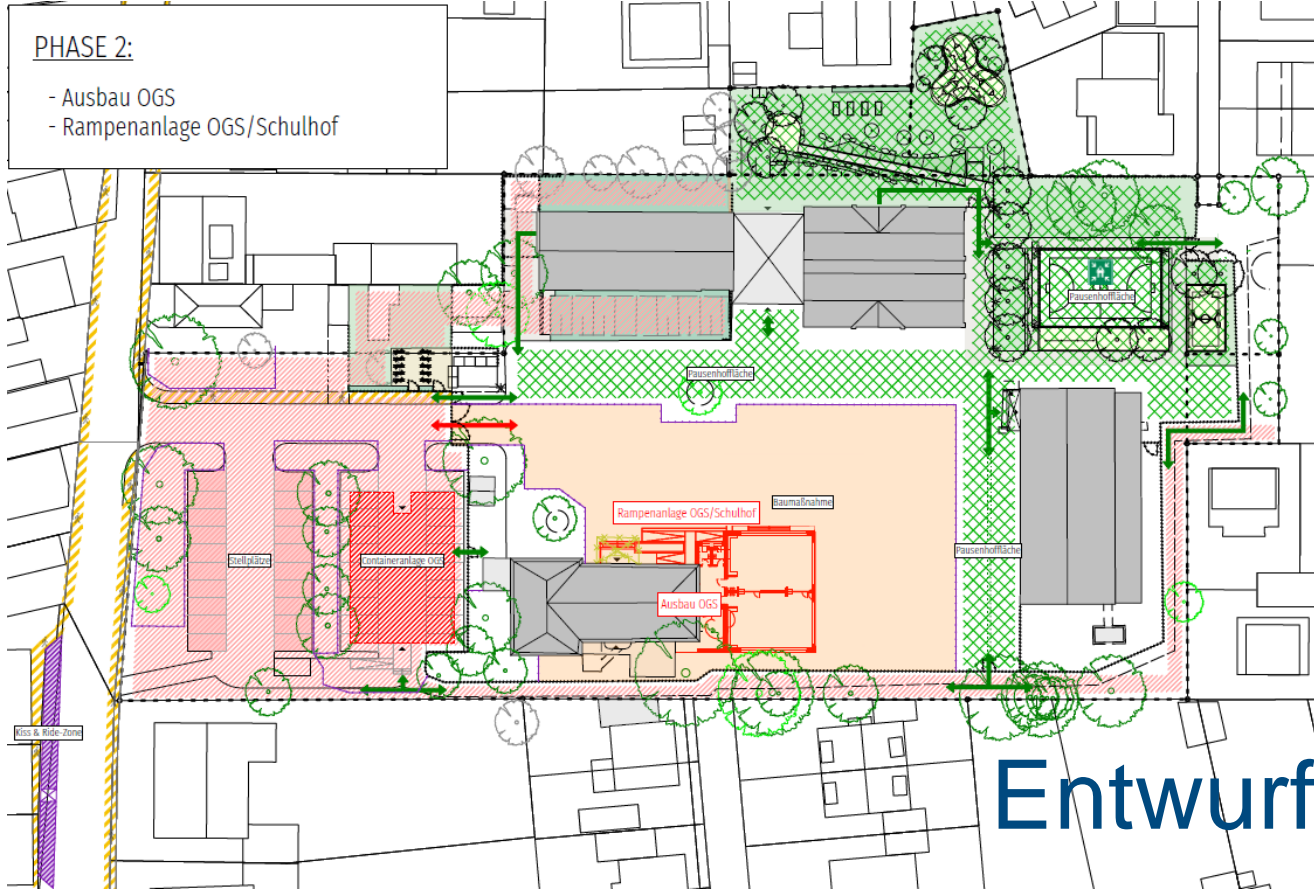 PHASE 2:
- Ausbau OGS
- Rampenanlage OGS/Schulhof
Pausenhoffläche
Pausenhoffläche
Rampenanlage OGS/Schulhof
Baumaßnahme
Pausenhoffläche
Stellplätze
Containeranlage OGS
Ausbau OGS
Kiss & Ride-Zone
Entwurf